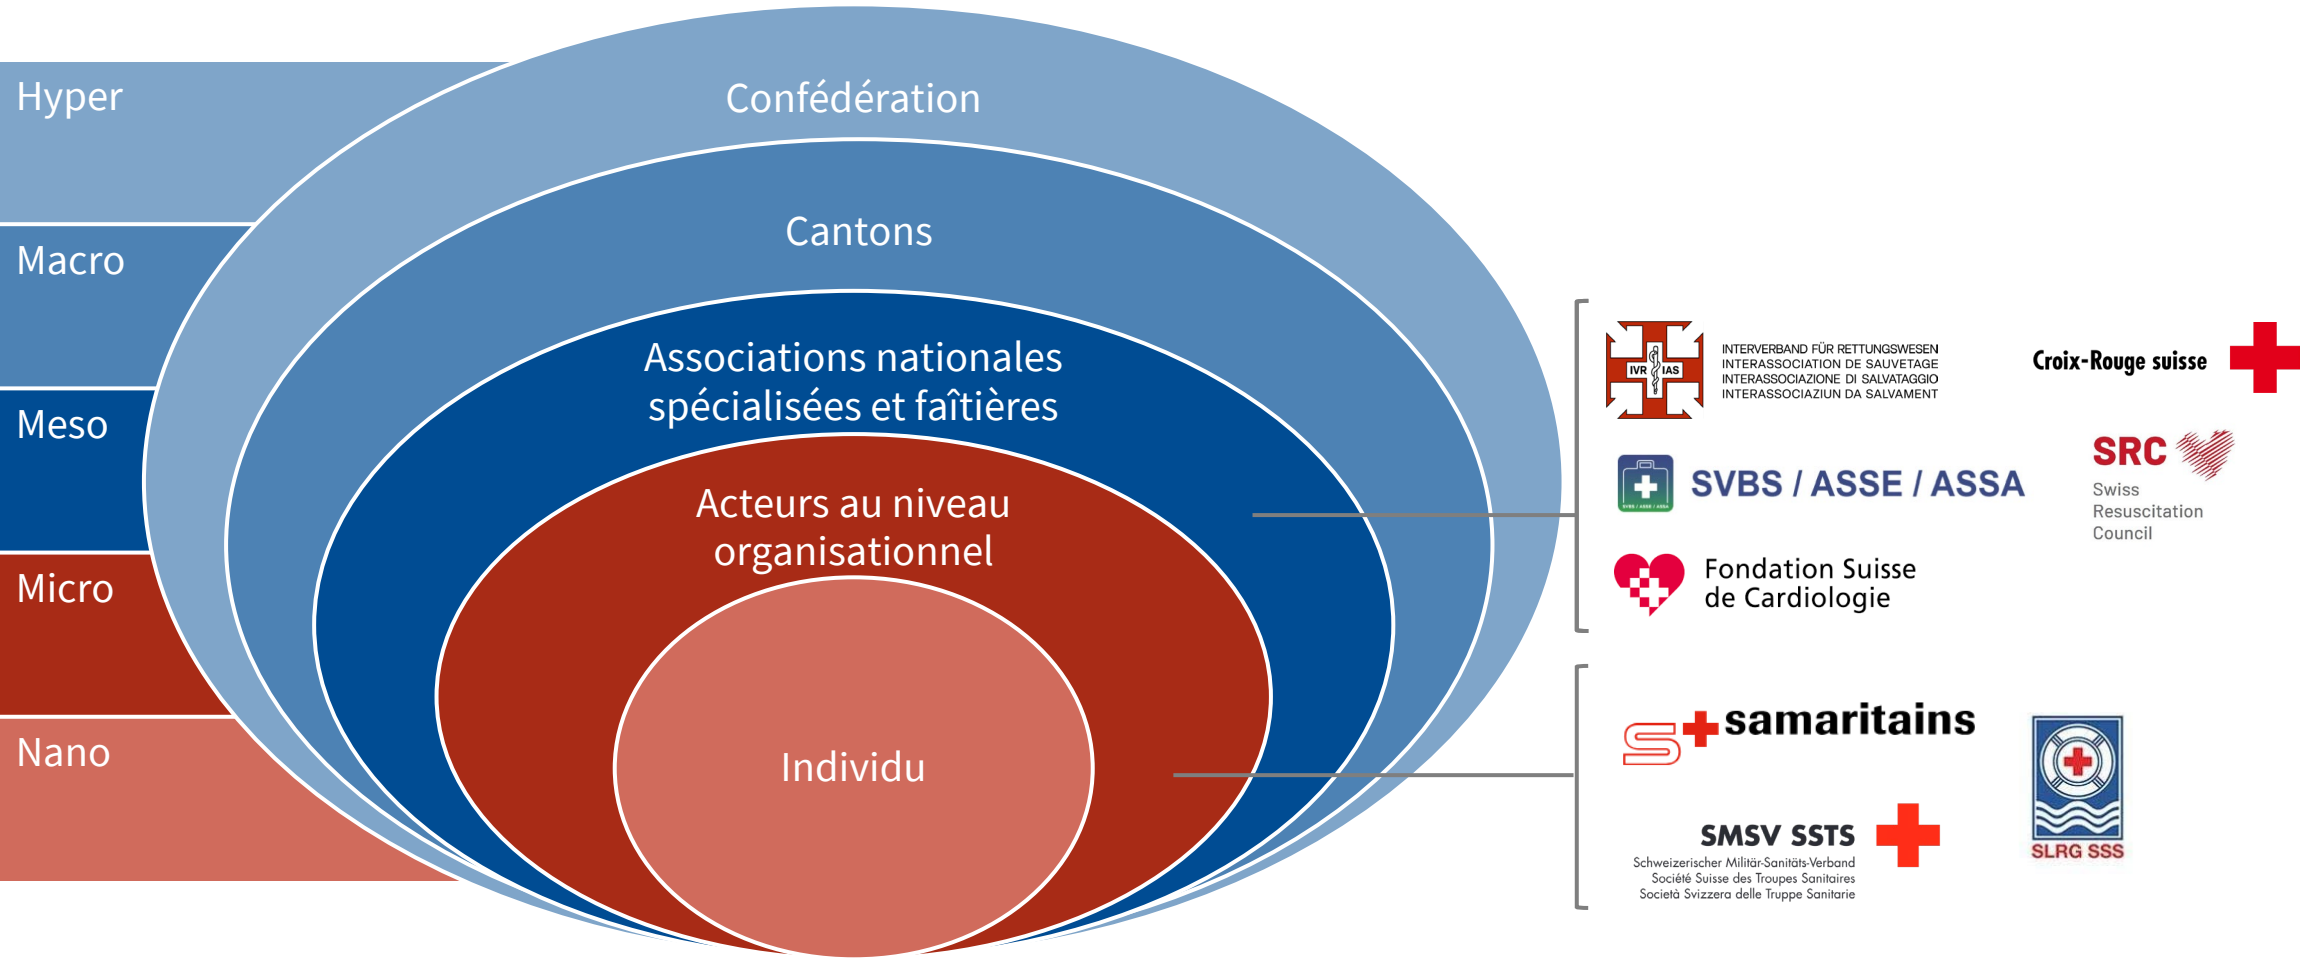 Hyper
Confédération
Macro
Cantons
Meso
Associations nationales
spécialisées et faîtières
Micro
Acteurs au niveau
organisationnel
Nano
Individu
IVR IAS
INTERVERBAND FÜR RETTUNGSWESEN
INTERASSOCIATION DE SAUVETAGE
INTERASSOCIAZIONE DI SALVATAGGIO
INTERASSOCIAZIUN DA SALVAMENT
Croix-Rouge suisse
SVBS / ASSE / ASSA
SVBS / ASSE / ASSA
SRC
Swiss
Resuscitation
Council
Fondation Suisse
de Cardiologie
s+ samaritains
SMSV SSTS
Schweizerischer Militär-Sanitäts-Verband
Société Suisse des Troupes Sanitaires
Società Svizzera delle Truppe Sanitarie
SLRG SSS